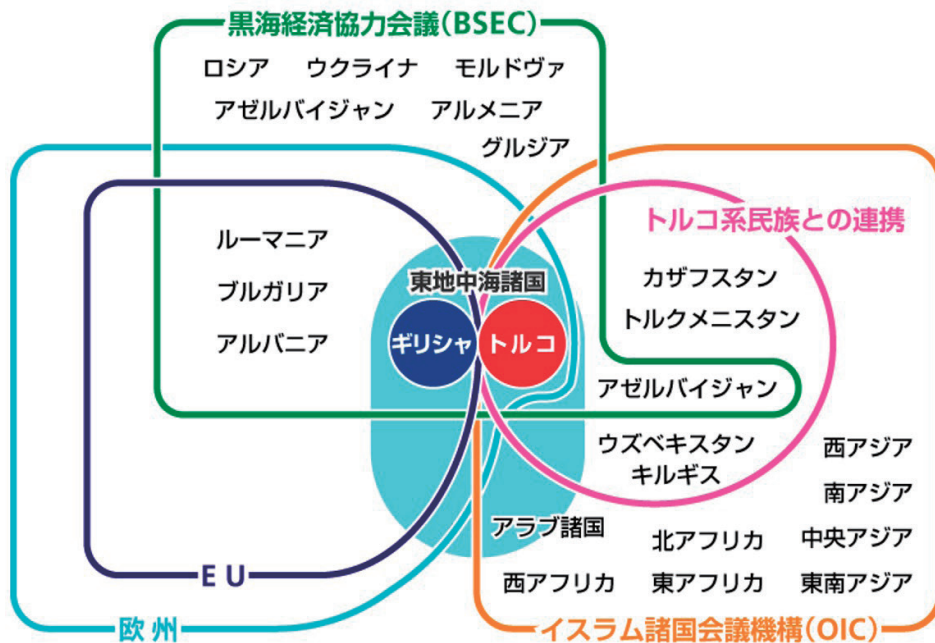 黒海経済協力会議(BSEC)
ロシア ウクライナ モルドヴァ
アゼルバイジャン アルメニア
グルジア
トルコ系民族との連携
ルーマニア
ブルガリア
アルバニア
東地中海諸国
ギリシャ トルコ
カザフスタン
トルクメニスタン
アゼルバイジャン
ウズベキスタン
キルギス
西アジア
南アジア
アラブ諸国
北アフリカ 中央アジア
西アフリカ 東アフリカ 東南アジア
EU
欧州
イスラム諸国会議機構(OIC)